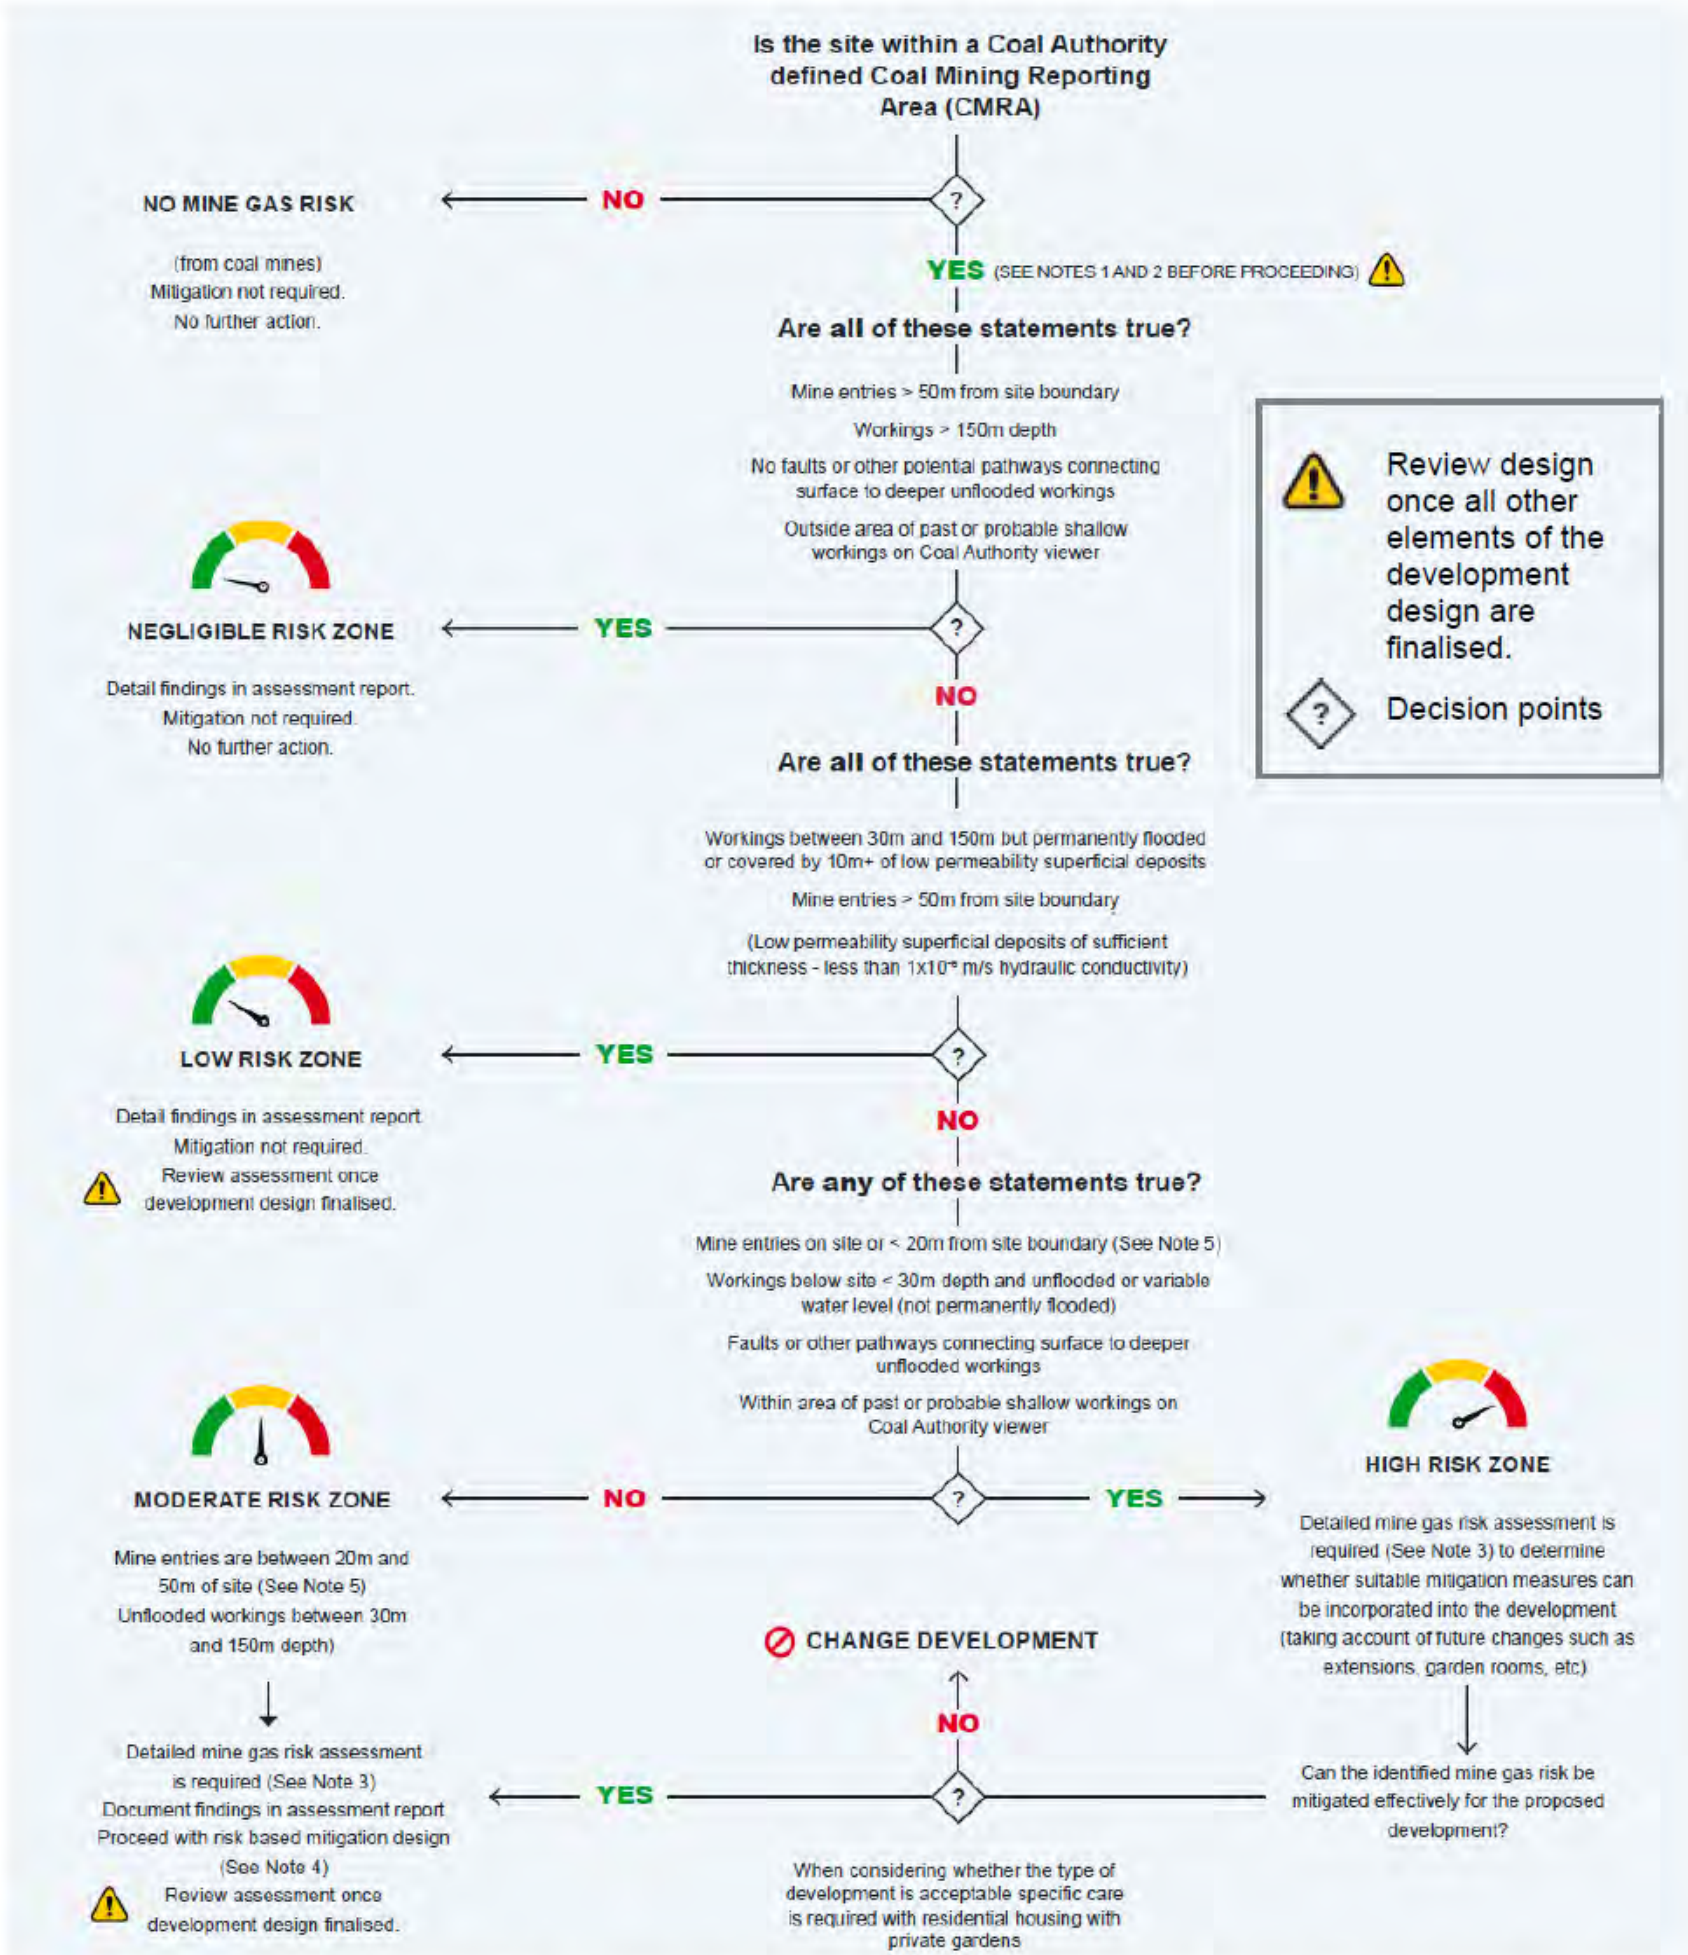 Is the site within a Coal Authority
defined Coal Mining Reporting
Area (CMRA)
?
NO
NO MINE GAS RISK
(from coal mines)
Mitigation not required.
No further action.
YES (SEE NOTES 1 AND 2 BEFORE PROCEEDING)
Are all of these statements true?
Mine entries > 50m from site boundary
Workings > 150m depth
No faults or other potential pathways connecting
surface to deeper unflooded workings
Outside area of past or probable shallow
workings on Coal Authority viewer
Review design
once all other
elements of the
development
design are
finalised.
?
Decision points
?
YES
NEGLIGIBLE RISK ZONE
Detail findings in assessment report.
Mitigation not required.
No further action.
NO
Are all of these statements true?
Workings between 30m and 150m but permanently flooded
or covered by 10m+ of low permeability superficial deposits
Mine entries > 50m from site boundary
(Low permeability superficial deposits of sufficient
thickness - less than m/s hydraulic conductivity)
?
YES
LOW RISK ZONE
Detail findings in assessment report
Mitigation not required.
Review assessment once
development design finalised.
NO
Are any of these statements true?
Mine entries on site or < 20m from site boundary (See Note 5)
Workings below site < 30m depth and unflooded or variable
water level (not permanently flooded)
Faults or other pathways connecting surface to deeper
unflooded workings
Within area of past or probable shallow workings on
Coal Authority viewer
?
NO
MODERATE RISK ZONE
Mine entries are between 20m and
50m of site (See Note 5)
Unflooded workings between 30m
and 150m depth)
Detailed mine gas risk assessment
is required (See Note 3)
Document findings in assessment report
Proceed with risk based mitigation design
(See Note 4)
Review assessment once
development design finalised.
YES
HIGH RISK ZONE
Detailed mine gas risk assessment is
required (See Note 3) to determine
whether suitable mitigation measures can
be incorporated into the development
(taking account of future changes such as
extensions, garden rooms, etc)
Can the identified mine gas risk be
mitigated effectively for the proposed
development?
?
YES
NO
CHANGE DEVELOPMENT
When considering whether the type of
development is acceptable specific care
is required with residential housing with
private gardens